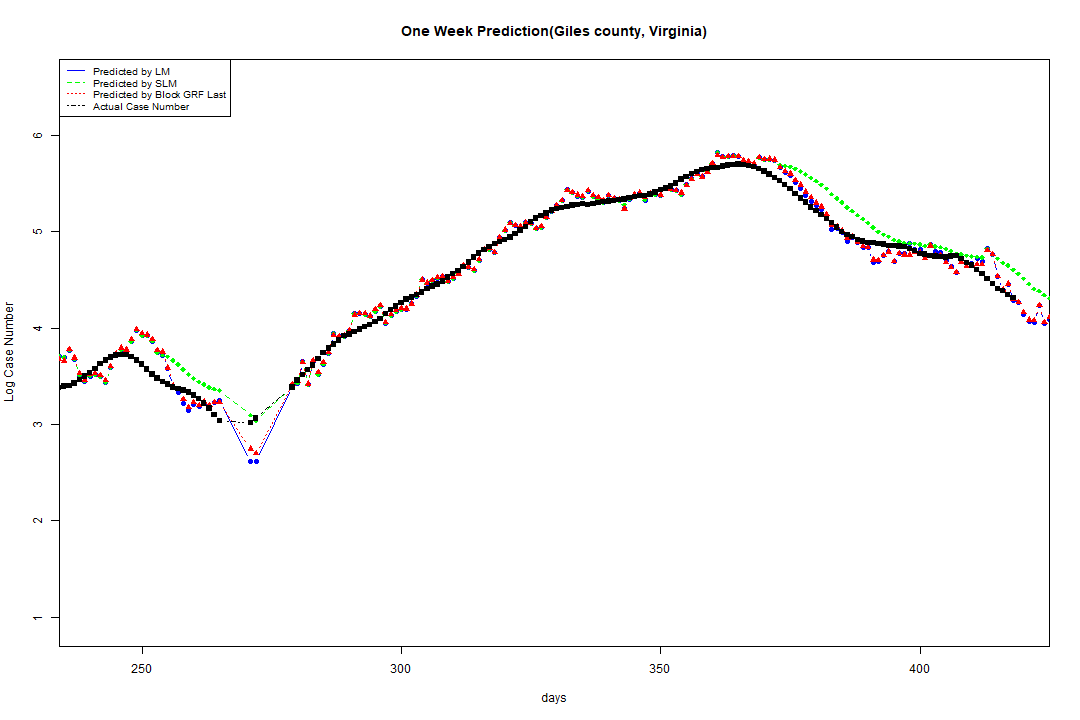 One Week Prediction(Giles county, Virginia)
Predicted by LM
Predicted by SLM
Predicted by Block GRF Last
Actual Case Number
6
5
4
3
2
1
Log Case Number
250 300 350 400
days